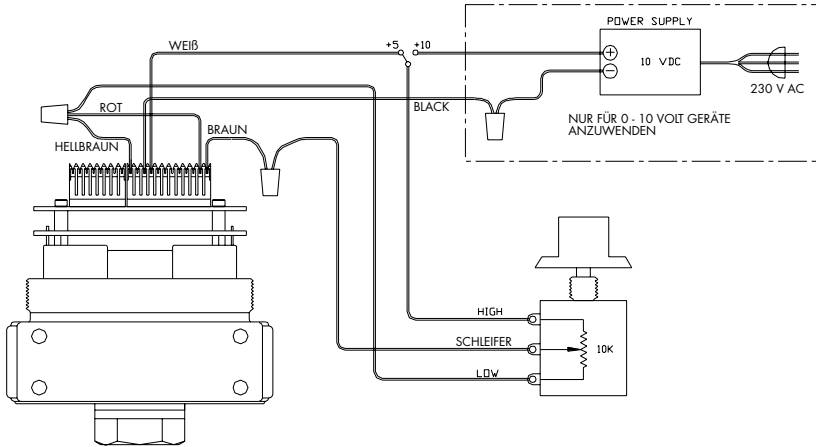 POWER SUPPLY
WEIß
+5
+10
+
10 VDC
−
230 V AC
ROT
BLACK
NUR FÜR 0 - 10 VOLT GERÄTE
ANZUWENDEN
BRAUN
HELLBRAUN
HIGH
SCHLEIFER
10K
LOW